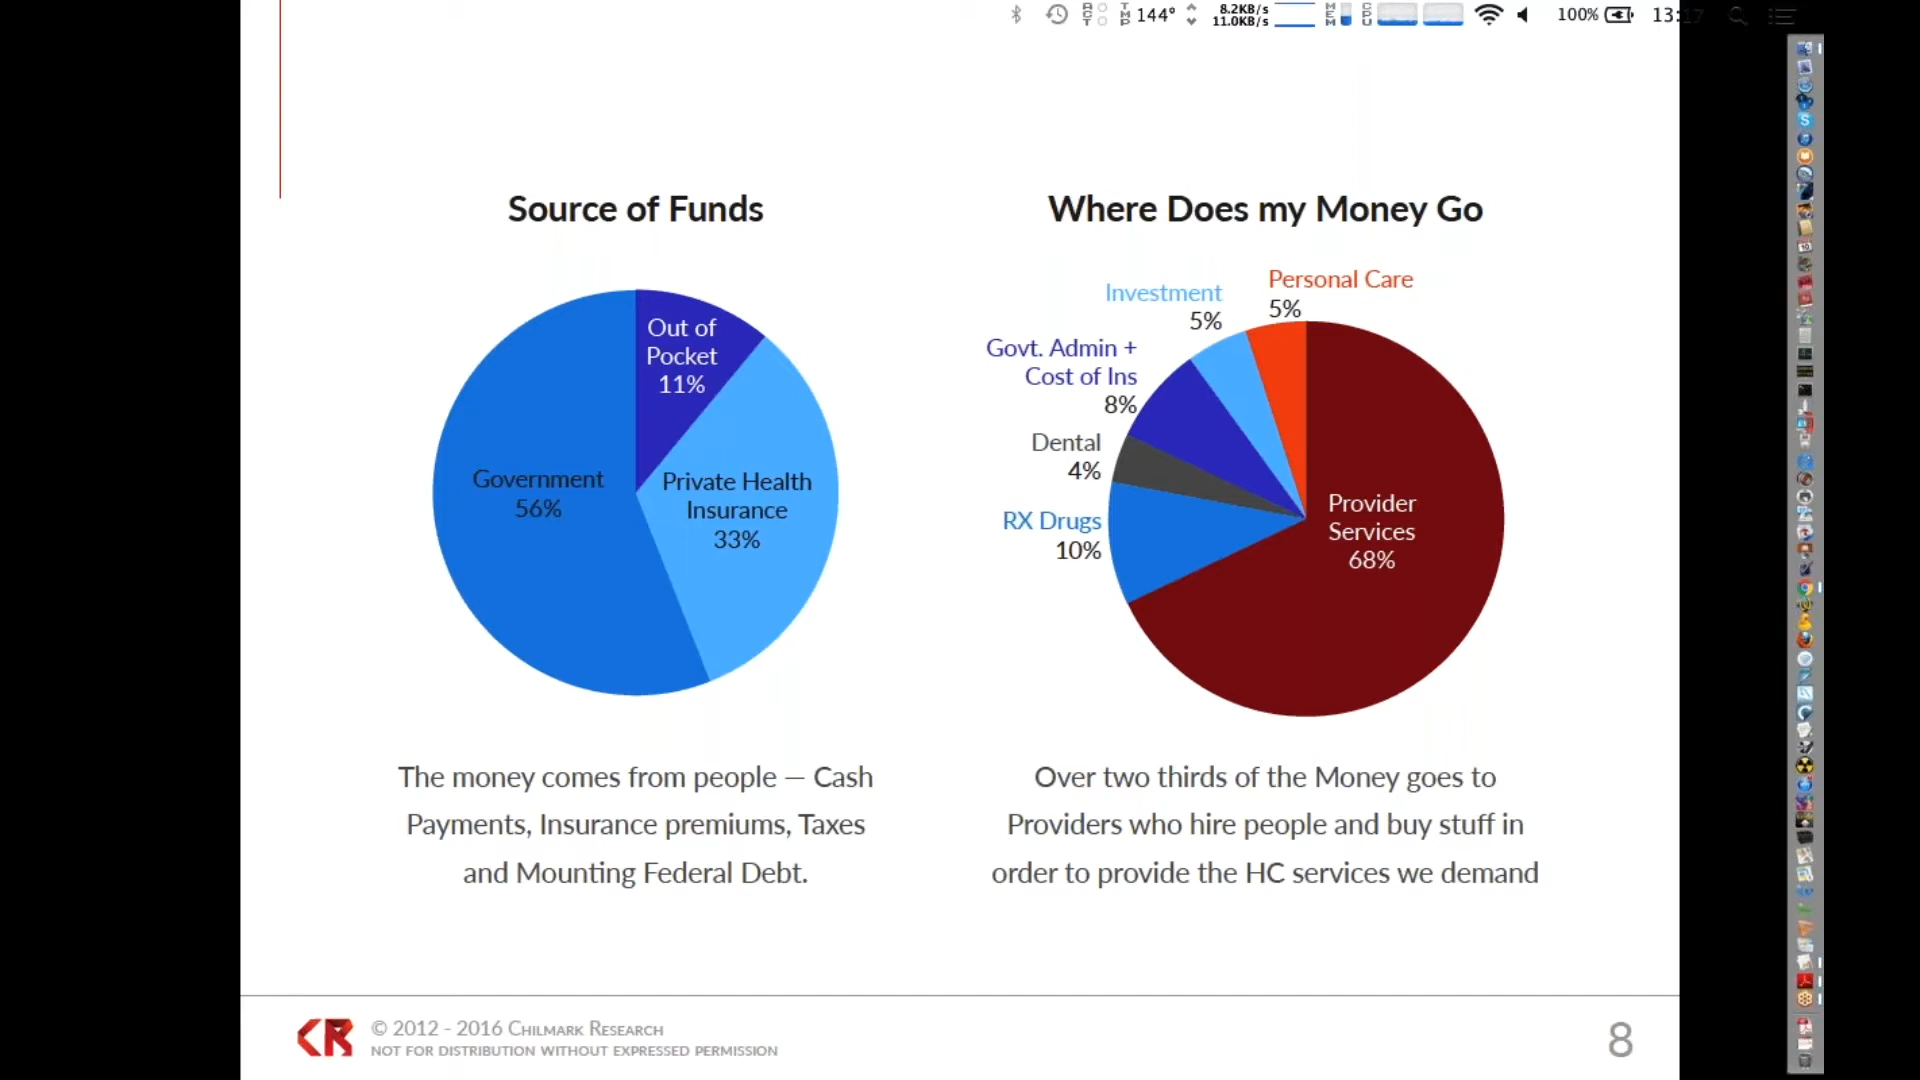 144°
8.2KB/s
11.0KB/s
100%
Source of Funds
Out of
Pocket
11%
Government
56%
Private Health
Insurance
33%
The money comes from people — Cash
Payments, Insurance premiums, Taxes
and Mounting Federal Debt.
Where Does my Money Go
Personal Care
5%
Investment
5%
Govt. Admin +
Cost of Ins
8%
Dental
4%
RX Drugs
10%
Provider
Services
68%
Over two thirds of the Money goes to
Providers who hire people and buy stuff in
order to provide the HC services we demand
© 2012 - 2016 CHILMARK RESEARCH
NOT FOR DISTRIBUTION WITHOUT EXPRESSED PERMISSION
8